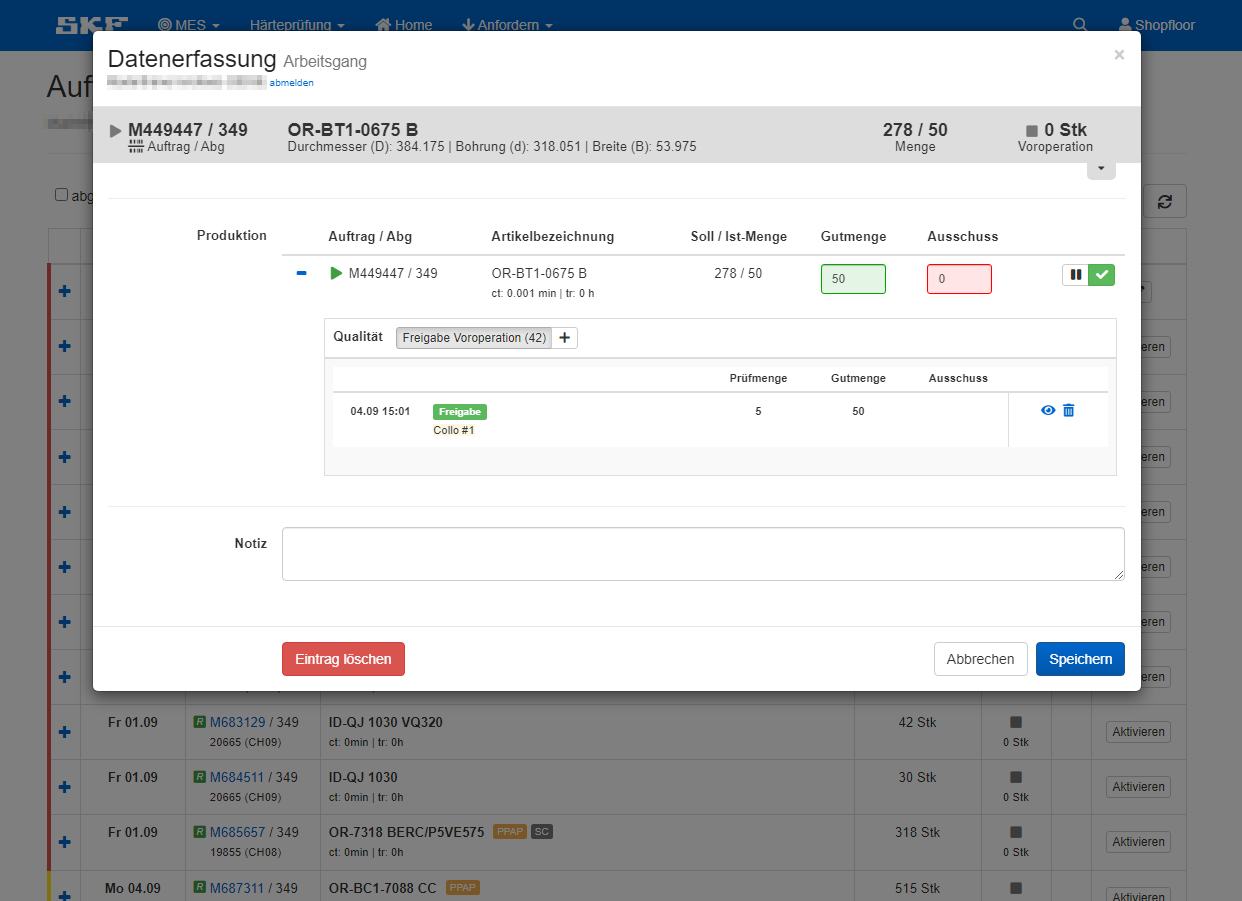 SKF MES Härteprüfung Home Anfordern Shopfloor
Auf
Datenerfassung Arbeitsgang ×
abmelden
M449447 / 349 OR-BT1-0675 B 278 / 50 0 Stk
Auftrag / Abg Durchmesser (D): 384.175 | Bohrung (d): 318.051 | Breite (B): 53.975 Menge Voroperation
abg
Produktion Auftrag / Abg Artikelbezeichnung Soll / Ist-Menge Gutmenge Ausschuss
M449447 / 349 OR-BT1-0675 B 278 / 50 50 0
ct: 0.001 min | tr: 0 h
Qualität Freigabe Voroperation (42) +
Prüfmenge Gutmenge Ausschuss
04.09 15:01 Freigabe 5 50
Collo #1
Notiz
Eintrag löschen Abbrechen Speichern
eren
eren
eren
eren
eren
eren
eren
Fr 01.09 R M683129 / 349 ID-QJ 1030 VQ320 42 Stk Aktivieren
20665 (CH09) ct: 0min | tr: 0h 0 Stk
Fr 01.09 R M684511 / 349 ID-QJ 1030 30 Stk Aktivieren
20665 (CH09) ct: 0min | tr: 0h 0 Stk
Fr 01.09 R M685657 / 349 OR-7318 BERC/P5VE575 PPAP SC 318 Stk Aktivieren
19855 (CH08) ct: 0min | tr: 0h 0 Stk
Mo 04.09 R M687311 / 349 OR-BC1-7088 CC PPAP 515 Stk Aktivieren